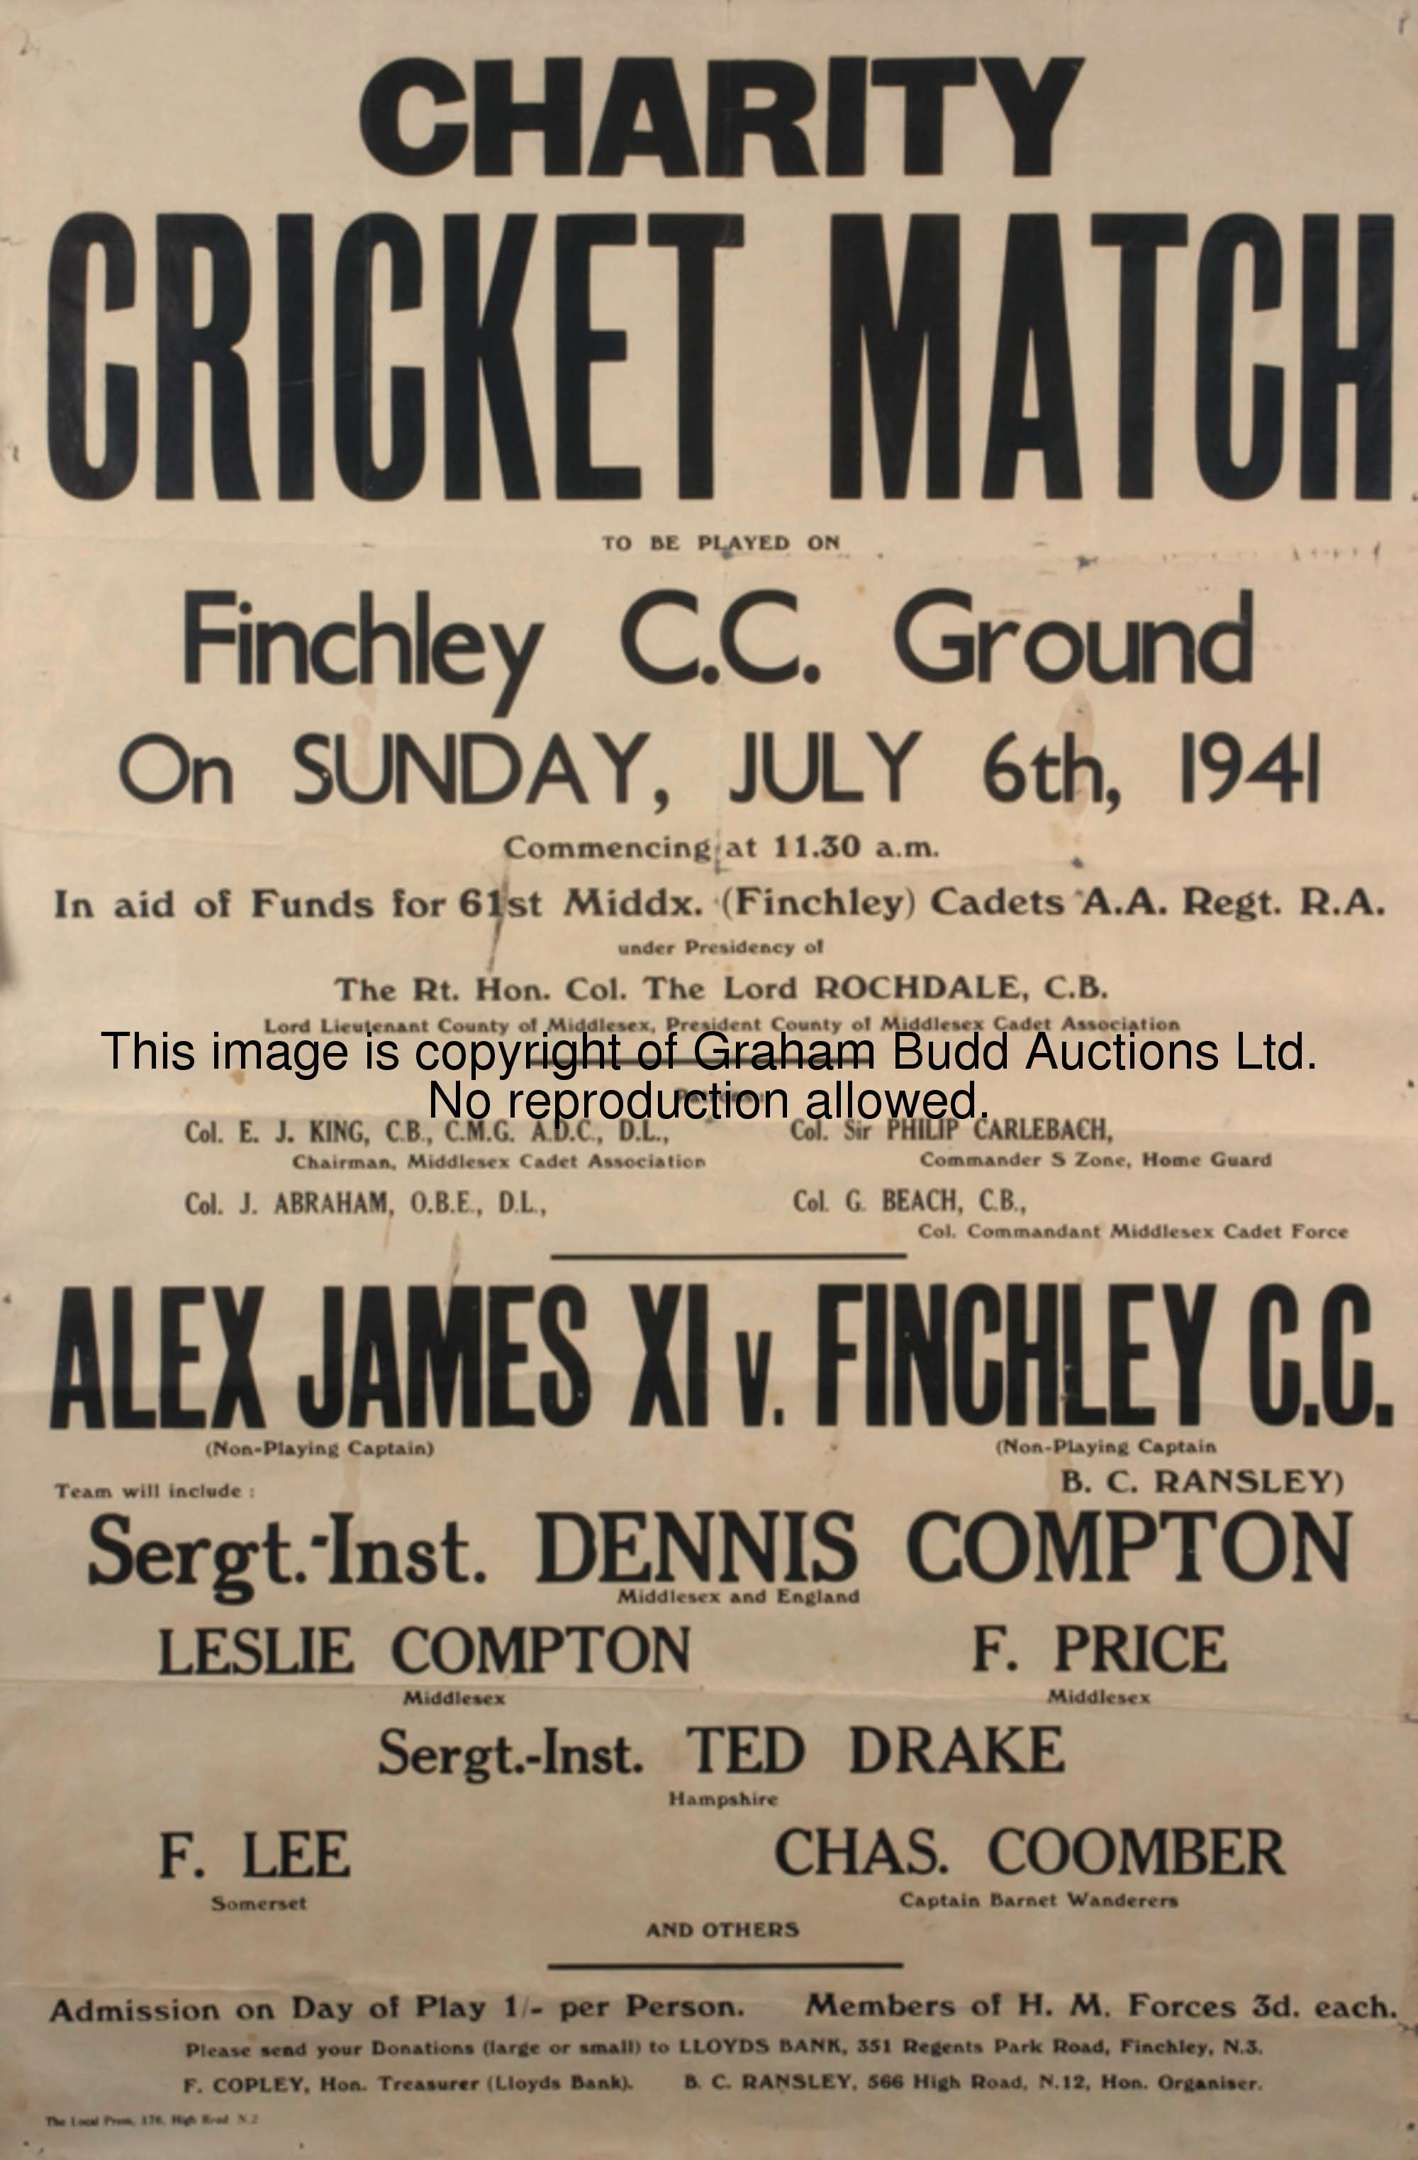 CHARITY
CRICKET MATCH
TO BE PLAYED ON
Finchley C.C. Ground
On SUNDAY, JULY 6th, 1941
Commencing at 11.30 a.m.
In aid of Funds for 61st Middx. (Finchley) Cadets A.A. Regt. R.A.
under Presidency of
The Rt. Hon. Col. The Lord ROCHDALE, C.B.
Lord Lieutenant County of Middlesex, President County of Middlesex Cadet Association
This image is copyright of Graham Budd Auctions Ltd.
No reproduction allowed.
Col. E. J. KING, C.B., C.M.G. A.D.C., D.L., Col. Sir PHILIP CARLEBACH,
Chairman, Middlesex Cadet Association Commander S Zone, Home Guard
Col. J. ABRAHAM, O.B.E., D.L., Col. G. BEACH, C.B.,
Col. Commandant Middlesex Cadet Force
ALEX JAMES XI v. FINCHLEY C.C.
(Non-Playing Captain) (Non-Playing Captain
B. C. RANSLEY)
Team will include :
Sergt.-Inst. DENNIS COMPTON
Middlesex and England
LESLIE COMPTON F. PRICE
Middlesex Middlesex
Sergt.-Inst. TED DRAKE
Hampshire
F. LEE CHAS. COOMBER
Somerset Captain Barnet Wanderers
AND OTHERS
Admission on Day of Play 1/- per Person. Members of H. M. Forces 3d. each.
Please send your Donations (large or small) to LLOYDS BANK, 351 Regents Park Road, Finchley, N.3.
F. COPLEY, Hon. Treasurer (Lloyds Bank). B. C. RANSLEY, 566 High Road, N.12, Hon. Organiser.
The Local Press, 176, High Road N.2